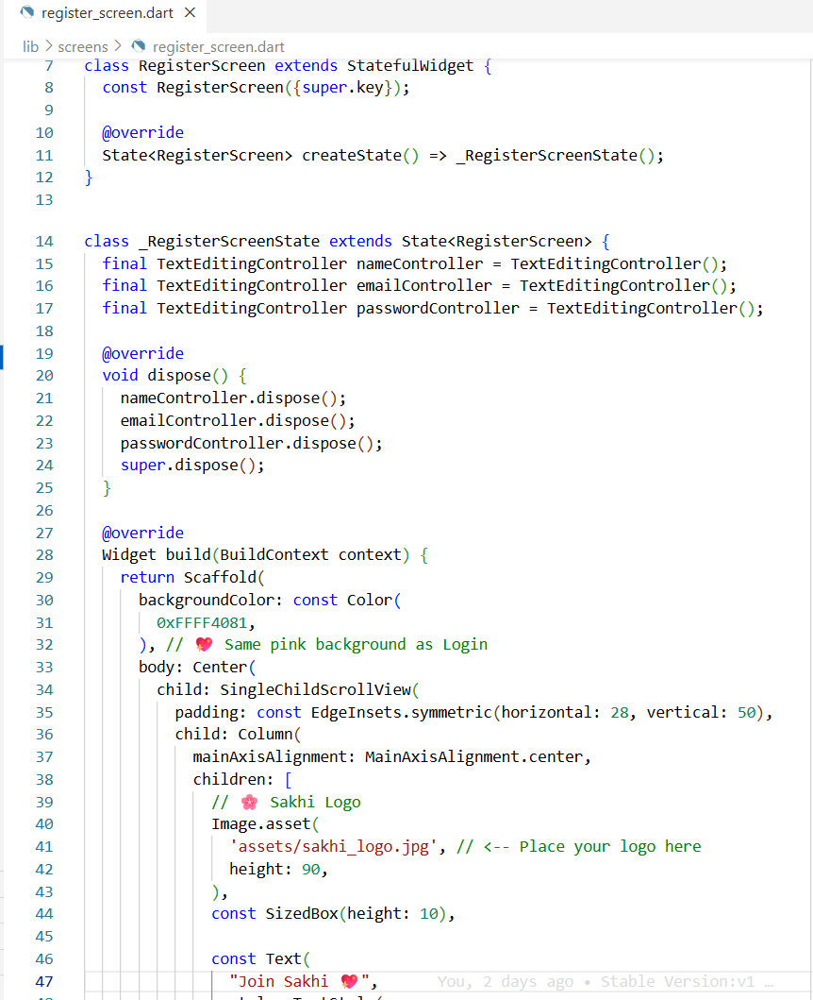 register_screen.dart ×
lib > screens > register_screen.dart
7 class RegisterScreen extends StatefulWidget {
8   const RegisterScreen({super.key});
9
10   @override
11   State<RegisterScreen> createState() => _RegisterScreenState();
12 }
13
14 class _RegisterScreenState extends State<RegisterScreen> {
15   final TextEditingController nameController = TextEditingController();
16   final TextEditingController emailController = TextEditingController();
17   final TextEditingController passwordController = TextEditingController();
18
19   @override
20   void dispose() {
21     nameController.dispose();
22     emailController.dispose();
23     passwordController.dispose();
24     super.dispose();
25   }
26
27   @override
28   Widget build(BuildContext context) {
29     return Scaffold(
30       backgroundColor: const Color(
31         0xFFFF4081,
32       ), // 💖 Same pink background as Login
33       body: Center(
34         child: SingleChildScrollView(
35           padding: const EdgeInsets.symmetric(horizontal: 28, vertical: 50),
36           child: Column(
37             mainAxisAlignment: MainAxisAlignment.center,
38             children: [
39               // 🌸 Sakhi Logo
40               Image.asset(
41                 'assets/sakhi_logo.jpg', // <-- Place your logo here
42                 height: 90,
43               ),
44               const SizedBox(height: 10),
45
46               const Text(
47                 "Join Sakhi 💖", You, 2 days ago • Stable Version:v1 …